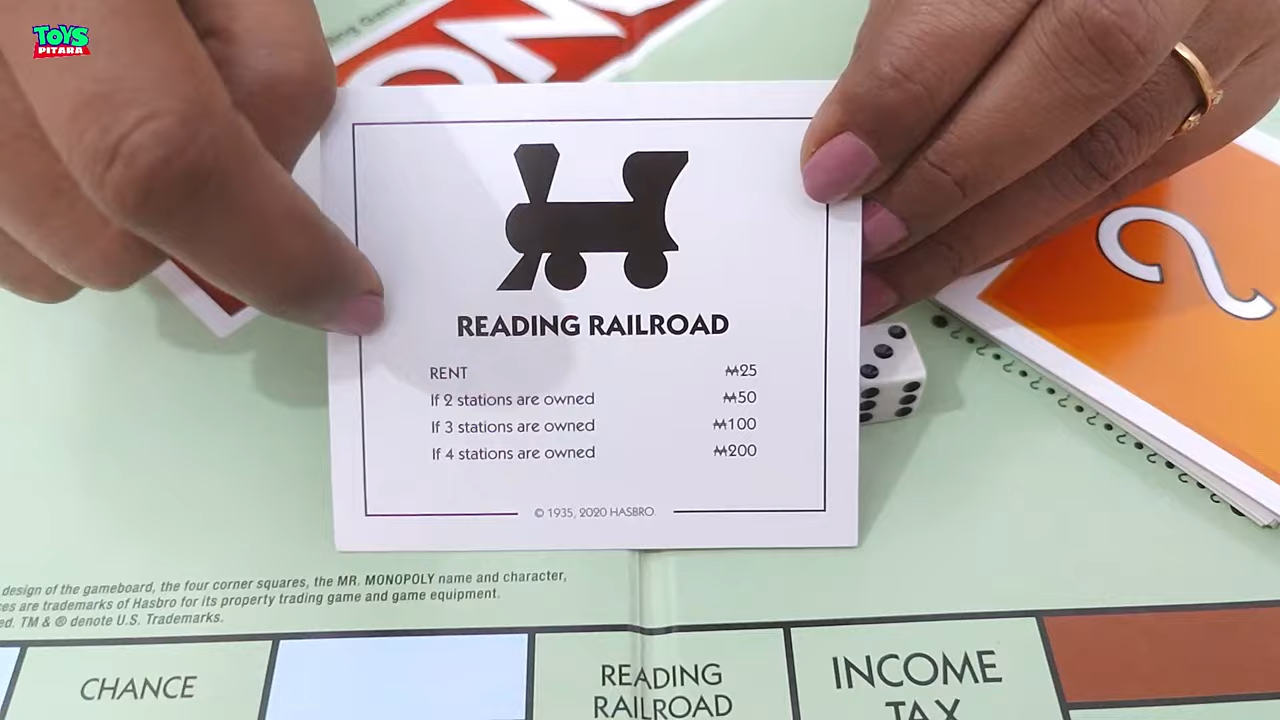 TOYS
PITARA
READING RAILROAD
RENT ₩25
If 2 stations are owned ₩50
If 3 stations are owned ₩100
If 4 stations are owned ₩200
© 1935, 2020 HASBRO.
design of the gameboard, the four corner squares, the MR. MONOPOLY name and character,
are trademarks of Hasbro for its property trading game and game equipment.
TM & ® denote U.S. Trademarks.
CHANCE
READING
RAILROAD
INCOME
TAX
?